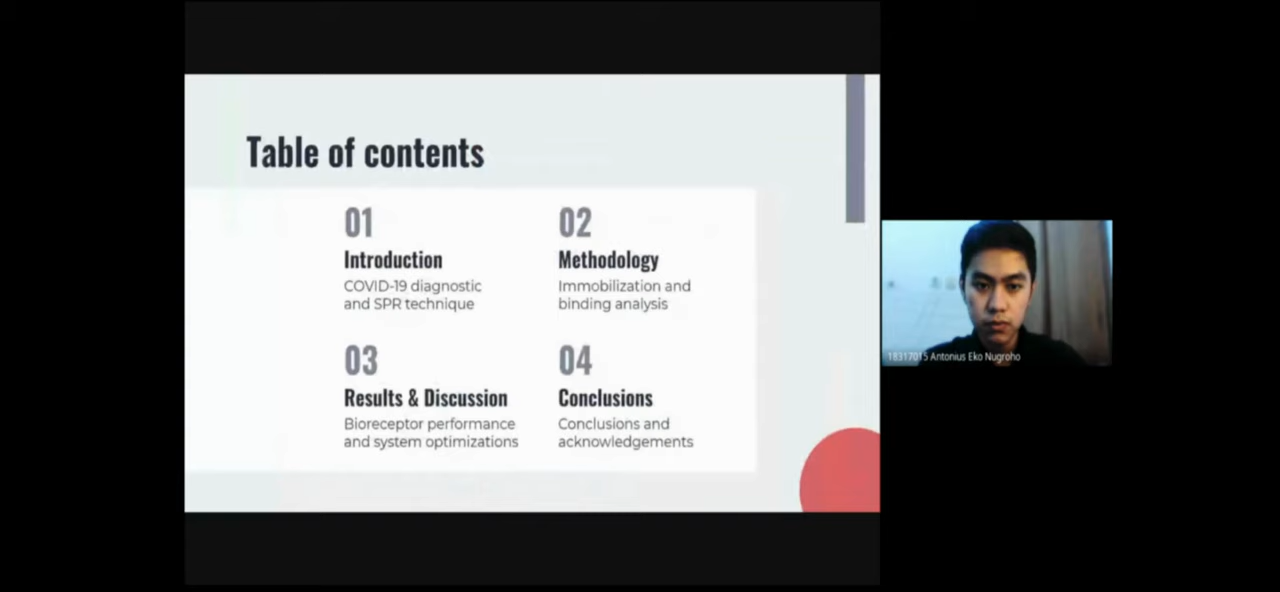 Table of contents
01
Introduction
COVID-19 diagnostic
and SPR technique
02
Methodology
Immobilization and
binding analysis
03
Results & Discussion
Bioreceptor performance
and system optimizations
04
Conclusions
Conclusions and
acknowledgements
18317015 Antonius Eko Nugroho